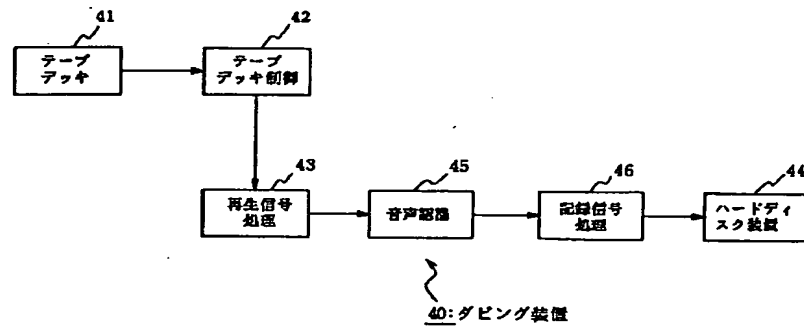 41
テープ
デッキ
42
テープ
デッキ制御
43
再生信号
処理
45
音声認識
46
記録信号
処理
44
ハードディ
スク装置
40:ダビング装置